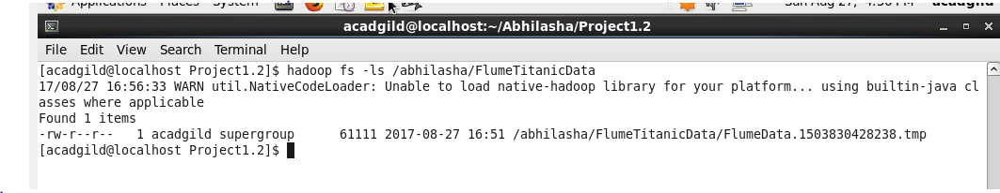 Applications Places System Sun Aug 27, 4:56 PM acadgild
acadgild@localhost:~/Abhilasha/Project1.2
File Edit View Search Terminal Help
[acadgild@localhost Project1.2]$ hadoop fs -ls /abhilasha/FlumeTitanicData
17/08/27 16:56:33 WARN util.NativeCodeLoader: Unable to load native-hadoop library for your platform... using builtin-java cl
asses where applicable
Found 1 items
-rw-r--r--   1 acadgild supergroup      61111 2017-08-27 16:51 /abhilasha/FlumeTitanicData/FlumeData.1503830428238.tmp
[acadgild@localhost Project1.2]$